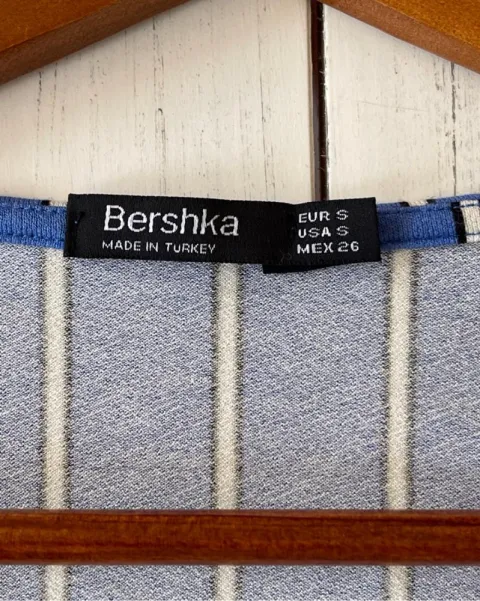 Bershka
MADE IN TURKEY
EUR S
USA S
MEX 26